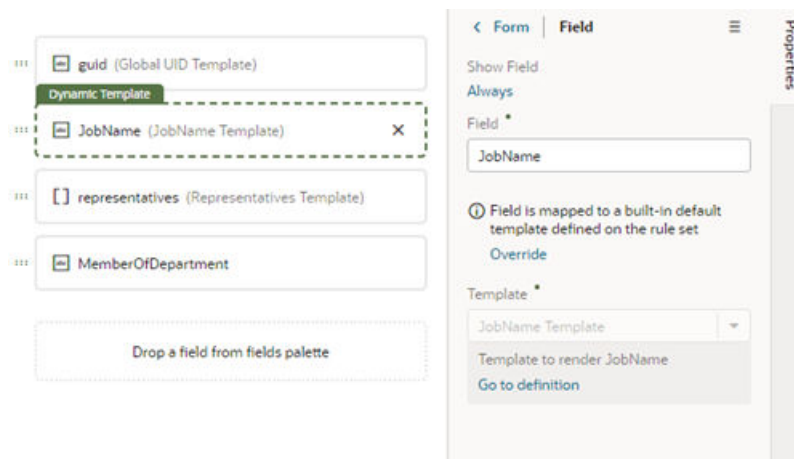 guid (Global UID Template)
Dynamic Template
JobName (JobName Template)
representatives (Representatives Template)
MemberOfDepartment
Drop a field from fields palette
Form | Field
Properties
Show Field
Always
Field
JobName
Field is mapped to a built-in default
template defined on the rule set
Override
Template
JobName Template
Template to render JobName
Go to definition